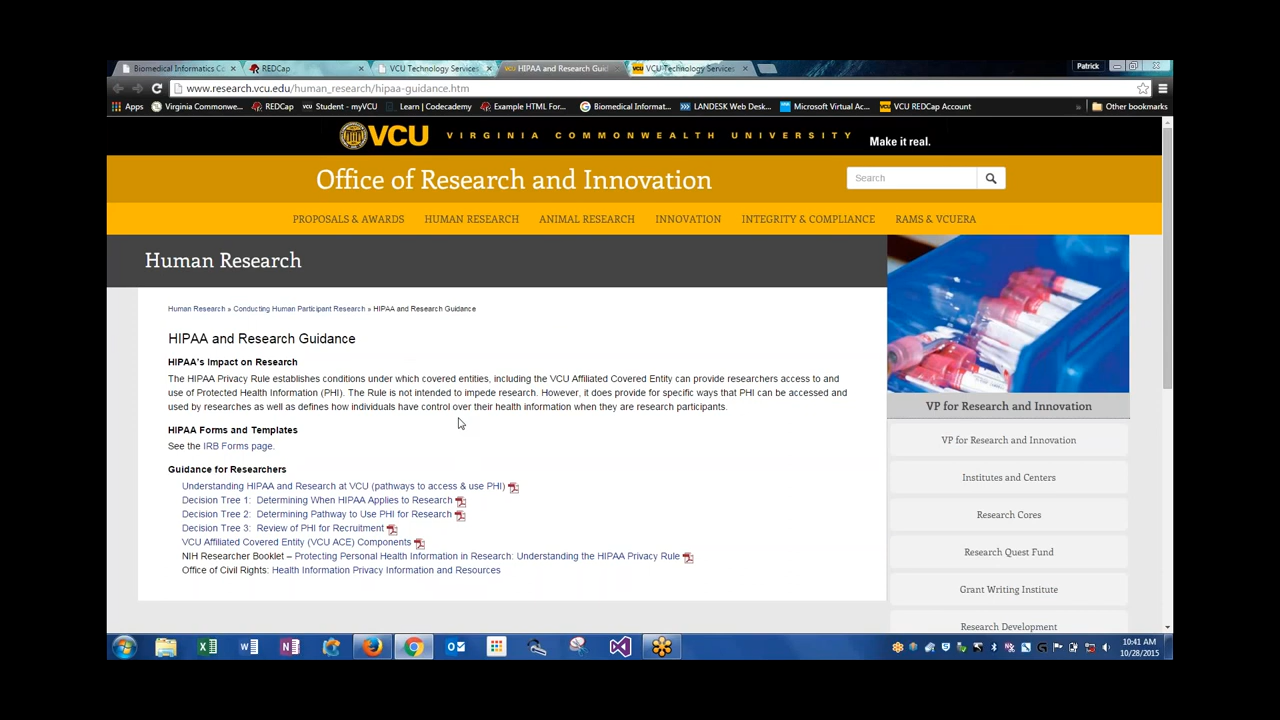 Biomedical Informatics Co
REDCap
VCU Technology Services
HIPAA and Research Guid
VCU Technology Services
Patrick
www.research.vcu.edu/human_research/hipaa-guidance.htm
Apps
Virginia Commonwe...
REDCap
Student - myVCU
Learn | Codecademy
Example HTML For...
Biomedical Informat...
LANDESK Web Desk...
Microsoft Virtual Ac...
VCU REDCap Account
Other bookmarks
VCU VIRGINIA COMMONWEALTH UNIVERSITY
Make it real.
Office of Research and Innovation
Search
PROPOSALS & AWARDS
HUMAN RESEARCH
ANIMAL RESEARCH
INNOVATION
INTEGRITY & COMPLIANCE
RAMS & VCUERA
Human Research
Human Research » Conducting Human Participant Research » HIPAA and Research Guidance
HIPAA and Research Guidance
HIPAA's Impact on Research
The HIPAA Privacy Rule establishes conditions under which covered entities, including the VCU Affiliated Covered Entity can provide researchers access to and
use of Protected Health Information (PHI). The Rule is not intended to impede research. However, it does provide for specific ways that PHI can be accessed and
used by researches as well as defines how individuals have control over their health information when they are research participants.
HIPAA Forms and Templates
See the IRB Forms page.
Guidance for Researchers
Understanding HIPAA and Research at VCU (pathways to access & use PHI)
Decision Tree 1: Determining When HIPAA Applies to Research
Decision Tree 2: Determining Pathway to Use PHI for Research
Decision Tree 3: Review of PHI for Recruitment
VCU Affiliated Covered Entity (VCU ACE) Components
NIH Researcher Booklet – Protecting Personal Health Information in Research: Understanding the HIPAA Privacy Rule
Office of Civil Rights: Health Information Privacy Information and Resources
VP for Research and Innovation
VP for Research and Innovation
Institutes and Centers
Research Cores
Research Quest Fund
Grant Writing Institute
Research Development
10:41 AM
10/28/2015